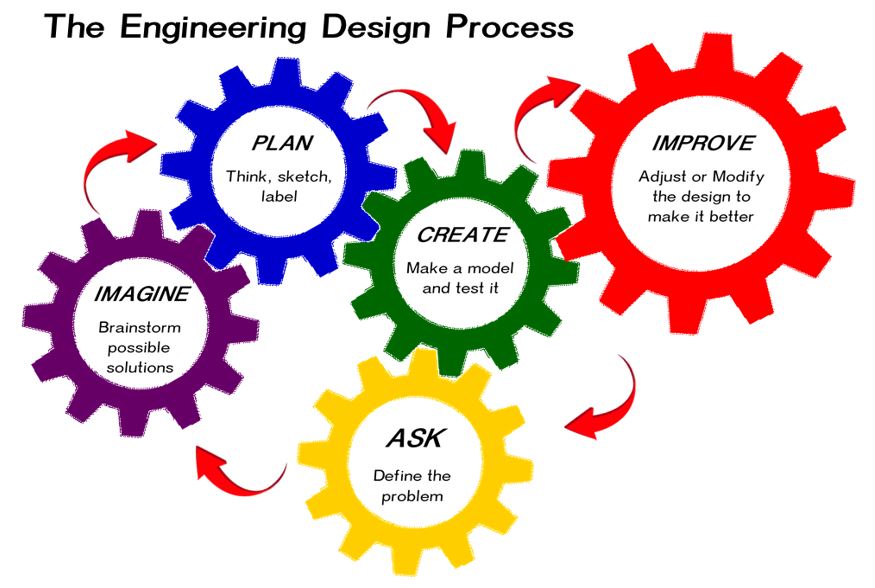 The Engineering Design Process
PLAN
Think, sketch,
label
IMPROVE
Adjust or Modify
the design to
make it better
CREATE
Make a model
and test it
IMAGINE
Brainstorm
possible
solutions
ASK
Define the
problem